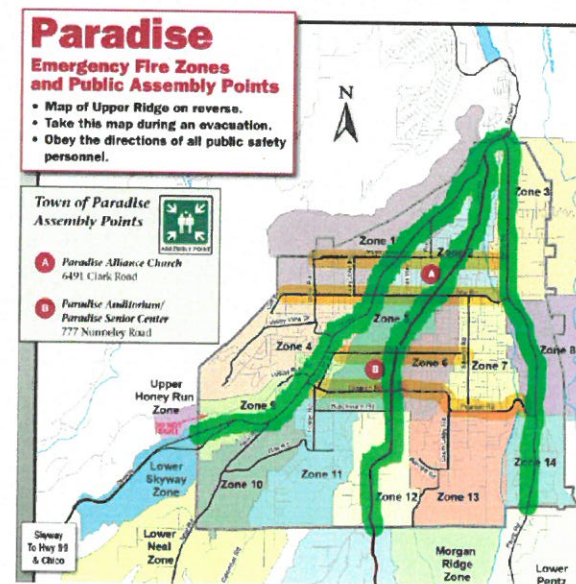 Paradise
Emergency Fire Zones
and Public Assembly Points
• Map of Upper Ridge on reverse.
• Take this map during an evacuation.
• Obey the directions of all public safety
personnel.
N
Town of Paradise
Assembly Points
ASSEMBLY POINT
A Paradise Alliance Church
6491 Clark Road
B Paradise Auditorium/
Paradise Senior Center
777 Nunneley Road
Zone 3
Zone 1
A
Zone 5
Zone 4
Zone 6
B
Zone 7
Zone 8
Upper
Honey Run
Zone
Zone 9
Lower
Skyway
Zone
Zone 10
Zone 11
Zone 12
Zone 13
Zone 14
Skyway
To Hwy 99
& Chico
Lower
Neal
Zone
Morgan
Ridge
Zone
Lower
Pentz